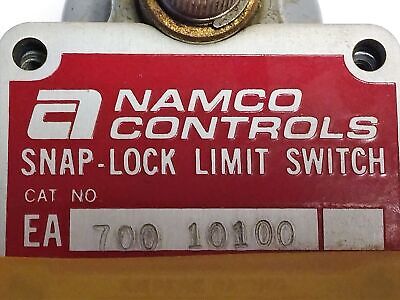 NAMCO
CONTROLS
SNAP-LOCK LIMIT SWITCH
CAT NO
EA 700 10100